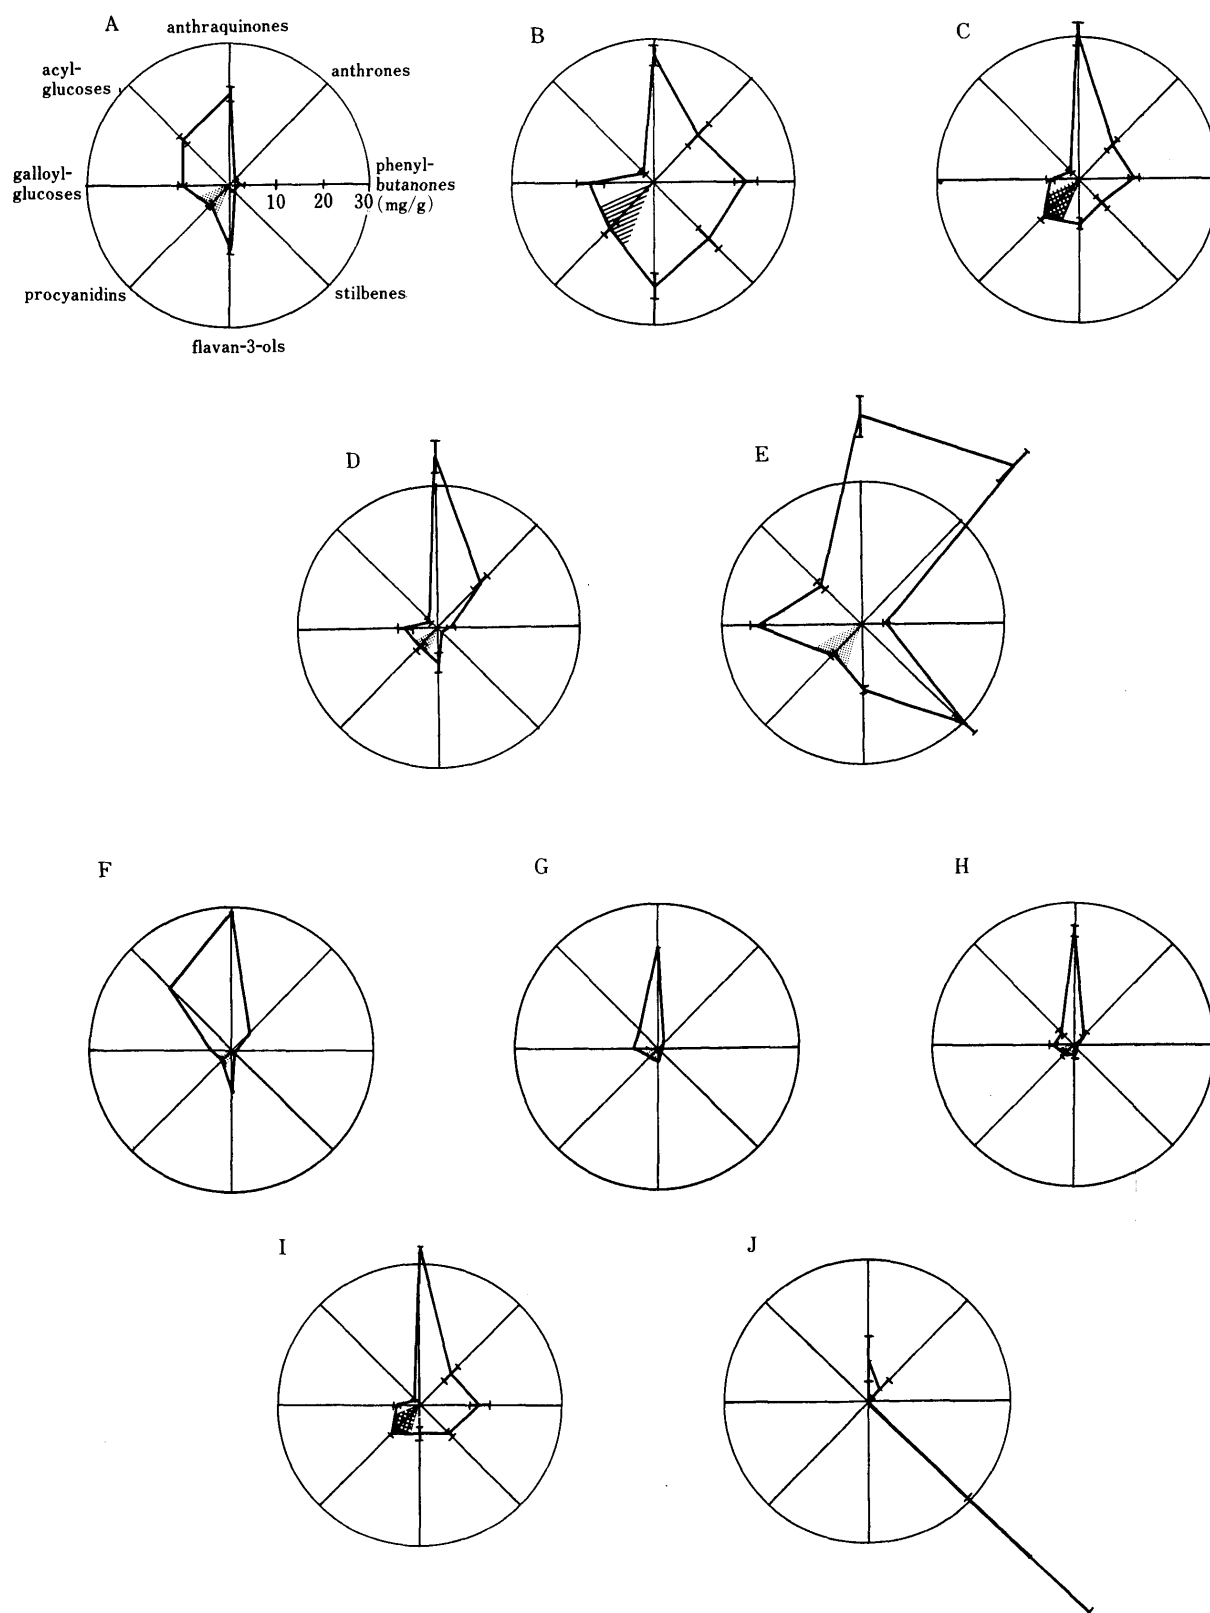 A
anthraquinones
B
C
acyl-
glucoses
anthrones
galloyl-
glucoses
phenyl-
butanones
10 20 30 (mg/g)
procyanidins
stilbenes
flavan-3-ols
D
E
F
G
H
I
J